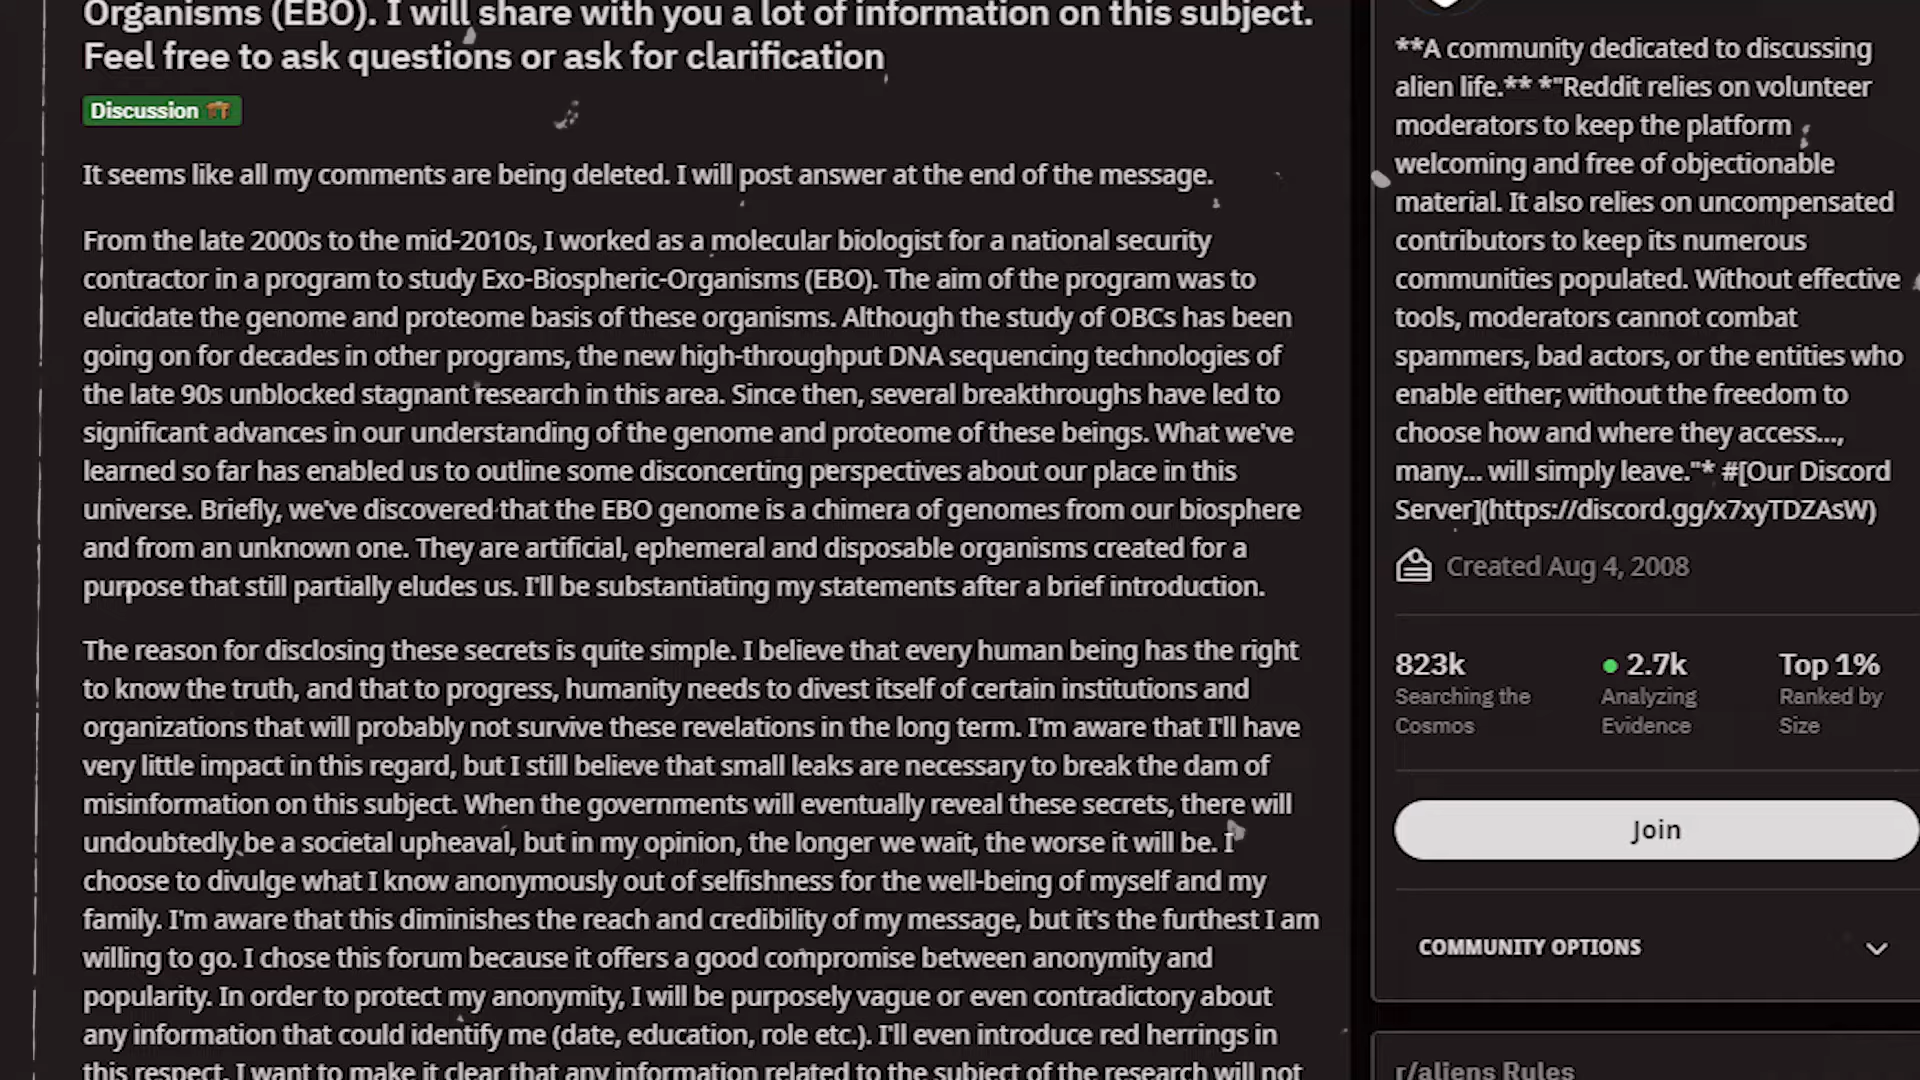 Organisms (EBO). I will share with you a lot of information on this subject.
Feel free to ask questions or ask for clarification
Discussion
It seems like all my comments are being deleted. I will post answer at the end of the message.
From the late 2000s to the mid-2010s, I worked as a molecular biologist for a national security
contractor in a program to study Exo-Biospheric-Organisms (EBO). The aim of the program was to
elucidate the genome and proteome basis of these organisms. Although the study of OBCs has been
going on for decades in other programs, the new high-throughput DNA sequencing technologies of
the late 90s unblocked stagnant research in this area. Since then, several breakthroughs have led to
significant advances in our understanding of the genome and proteome of these beings. What we've
learned so far has enabled us to outline some disconcerting perspectives about our place in this
universe. Briefly, we've discovered that the EBO genome is a chimera of genomes from our biosphere
and from an unknown one. They are artificial, ephemeral and disposable organisms created for a
purpose that still partially eludes us. I'll be substantiating my statements after a brief introduction.
The reason for disclosing these secrets is quite simple. I believe that every human being has the right
to know the truth, and that to progress, humanity needs to divest itself of certain institutions and
organizations that will probably not survive these revelations in the long term. I'm aware that I'll have
very little impact in this regard, but I still believe that small leaks are necessary to break the dam of
misinformation on this subject. When the governments will eventually reveal these secrets, there will
undoubtedly be a societal upheaval, but in my opinion, the longer we wait, the worse it will be. I
choose to divulge what I know anonymously out of selfishness for the well-being of myself and my
family. I'm aware that this diminishes the reach and credibility of my message, but it's the furthest I am
willing to go. I chose this forum because it offers a good compromise between anonymity and
popularity. In order to protect my anonymity, I will be purposely vague or even contradictory about
any information that could identify me (date, education, role etc.). I'll even introduce red herrings in
this respect. I want to make it clear that any information related to the subject of the research will not
**A community dedicated to discussing
alien life.** *"Reddit relies on volunteer
moderators to keep the platform
welcoming and free of objectionable
material. It also relies on uncompensated
contributors to keep its numerous
communities populated. Without effective
tools, moderators cannot combat
spammers, bad actors, or the entities who
enable either; without the freedom to
choose how and where they access...,
many... will simply leave."* #[Our Discord
Server](https://discord.gg/x7xyTDZAsW)
Created Aug 4, 2008
823k
Searching the
Cosmos
2.7k
Analyzing
Evidence
Top 1%
Ranked by
Size
Join
COMMUNITY OPTIONS
r/aliens Rules